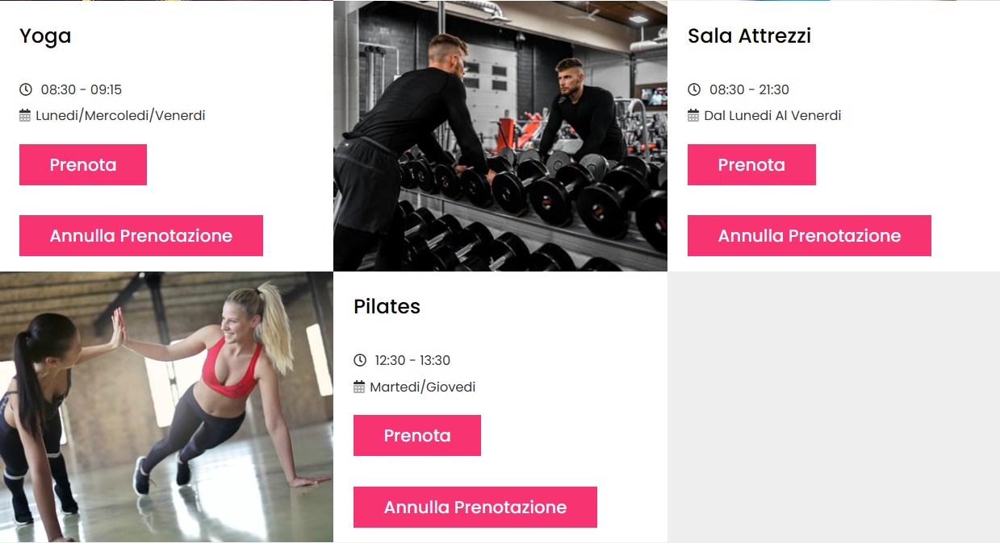 Yoga
08:30 - 09:15
Lunedi/Mercoledi/Venerdi
Prenota
Annulla Prenotazione
Sala Attrezzi
08:30 - 21:30
Dal Lunedi Al Venerdi
Prenota
Annulla Prenotazione
Pilates
12:30 - 13:30
Martedi/Giovedi
Prenota
Annulla Prenotazione